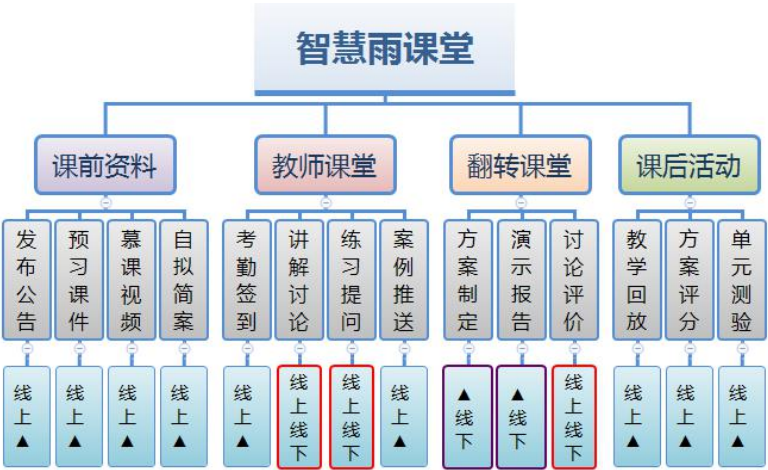 智慧雨课堂
课前资料
教师课堂
翻转课堂
课后活动
发布公告
预习课件
慕课视频
自拟简案
考勤签到
讲解讨论
练习提问
案例推送
方案制定
演示报告
讨论评价
教学回放
方案评分
单元测验
线上▲
线上▲
线上▲
线上▲
线上▲
线上线下
线上线下
线上▲
▲线下
▲线下
线上线下
线上▲
线上▲
线上▲